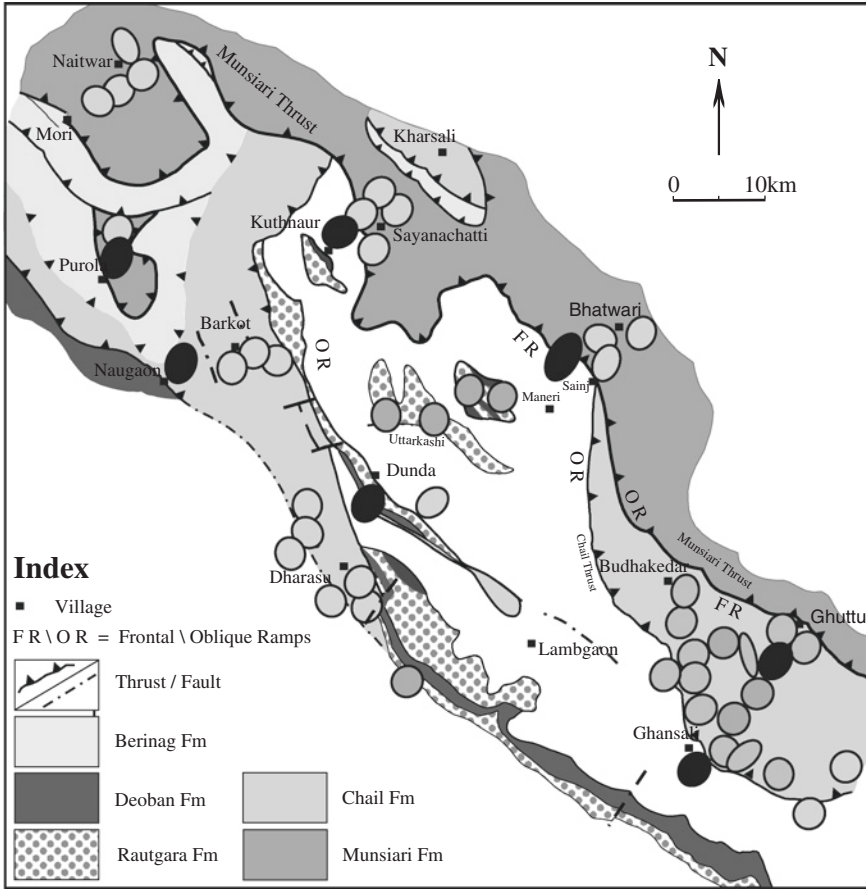 Naitwar
Munsiari Thrust
N
Mori
Kharsali
0 10km
Kuthnaur
Sayanachatti
Purola
Bhatwari
Barkot
F R
O R
Naugaon
Sainj
Maneri
Uttarkashi
Dunda
O R
O R
Chail Thrust
Munsiari Thrust
Index
Dharasu
Budhakedar
Village
F R
Ghuttu
F R \ O R = Frontal \ Oblique Ramps
Lambgaon
Thrust / Fault
Ghansali
Berinag Fm
Deoban Fm
Chail Fm
Rautgara Fm
Munsiari Fm